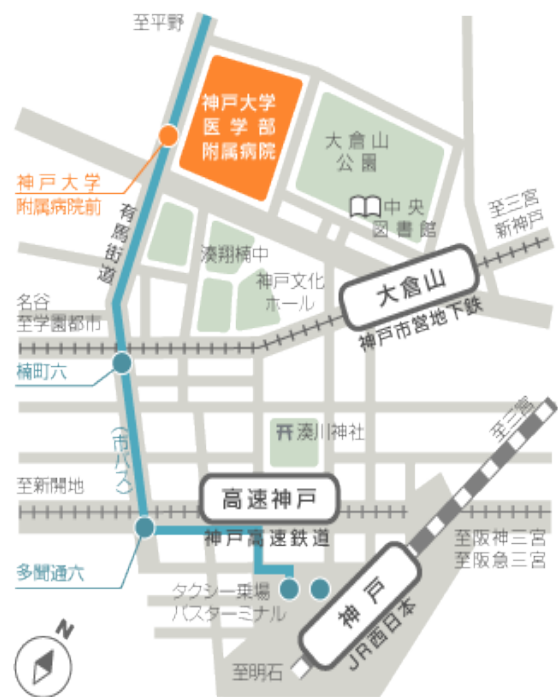 至平野
神戸大学
医学部
附属病院
大倉山
公園
神戸大学
附属病院前
中央
図書館
至三宮
新神戸
有馬街道
湊翔楠中
神戸文化
ホール
大倉山
神戸市営地下鉄
名谷
至学園都市
楠町六
(市バス)
至三宮
湊川神社
至新開地
高速神戸
神戸高速鉄道
至阪神三宮
至阪急三宮
多聞通六
タクシー乗場
バスターミナル
神戸
JR西日本
至明石
N